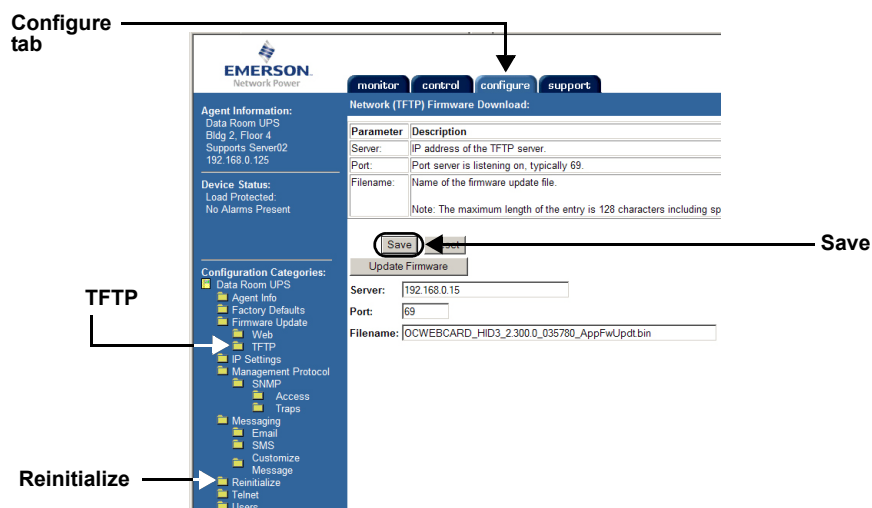 Configure
tab
EMERSON.
Network Power
monitor control configure support
Agent Information:
Data Room UPS
Bldg 2, Floor 4
Supports Server02
192.168.0.125
Device Status:
Load Protected:
No Alarms Present
Configuration Categories:
Data Room UPS
Agent Info
Factory Defaults
Firmware Update
Web
TFTP
IP Settings
Management Protocol
SNMP
Access
Traps
Messaging
Email
SMS
Customize
Message
Reinitialize
Telnet
Users
Network (TFTP) Firmware Download:
Parameter Description
Server: IP address of the TFTP server.
Port: Port server is listening on, typically 69.
Filename: Name of the firmware update file.
Note: The maximum length of the entry is 128 characters including sp
Save
Update Firmware
Server: 192.168.0.15
Port: 69
Filename: OCWEBCARD_HID3_2.300.0_035780_AppFwUpdt.bin
Save
TFTP
Reinitialize